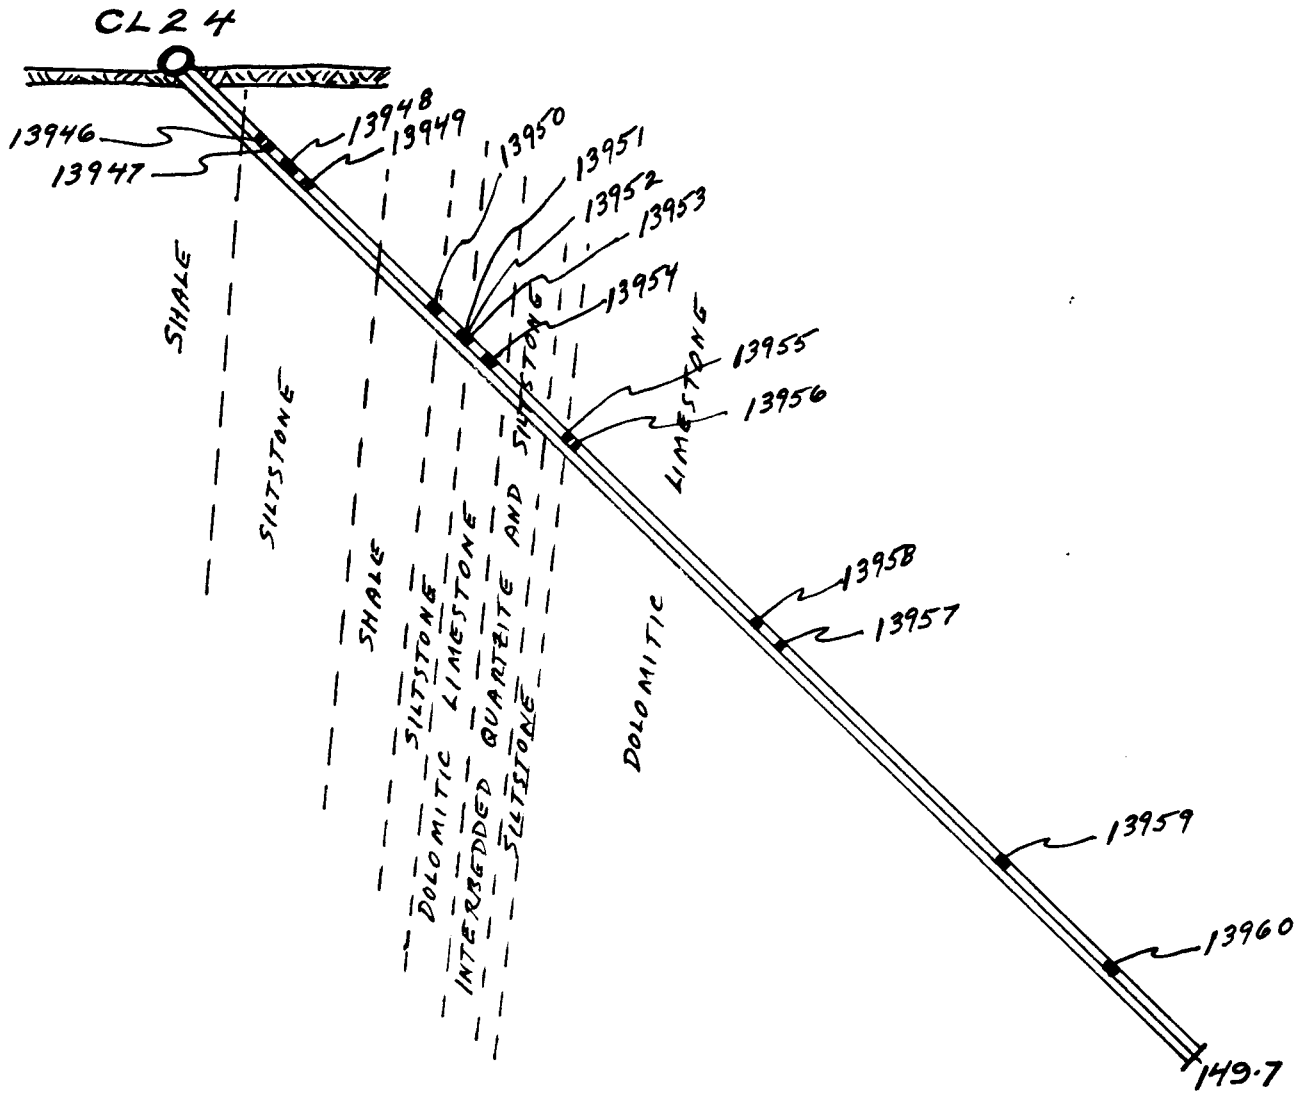 CL24
13946
13947
13948
13949
13950
13951
13952
13953
13954
13955
13956
13958
13957
13959
13960
149.7
SHALE
SILTSTONE
SHALE
SILTSTONE
DOLOMITIC LIMESTONE
INTERBEDDED QUARTZITE AND SILTSTONE
SILTSTONE
DOLOMITIC LIMESTONE